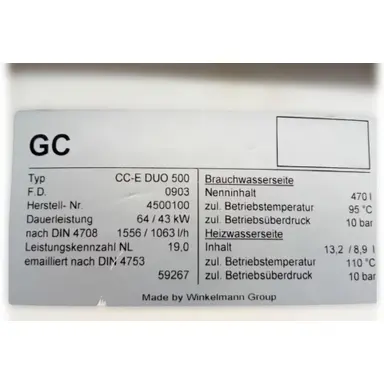 GC
Typ CC-E DUO 500
F.D. 0903
Herstell- Nr. 4500100
Dauerleistung 64 / 43 kW
nach DIN 4708 1556 / 1063 l/h
Leistungskennzahl NL 19,0
emailliert nach DIN 4753
59267
Brauchwasserseite
Nenninhalt 470 l
zul. Betriebstemperatur 95 °C
zul. Betriebsüberdruck 10 bar
Heizwasserseite
Inhalt 13,2 / 8,9 l
zul. Betriebstemperatur 110 °C
zul. Betriebsüberdruck 10 bar
Made by Winkelmann Group